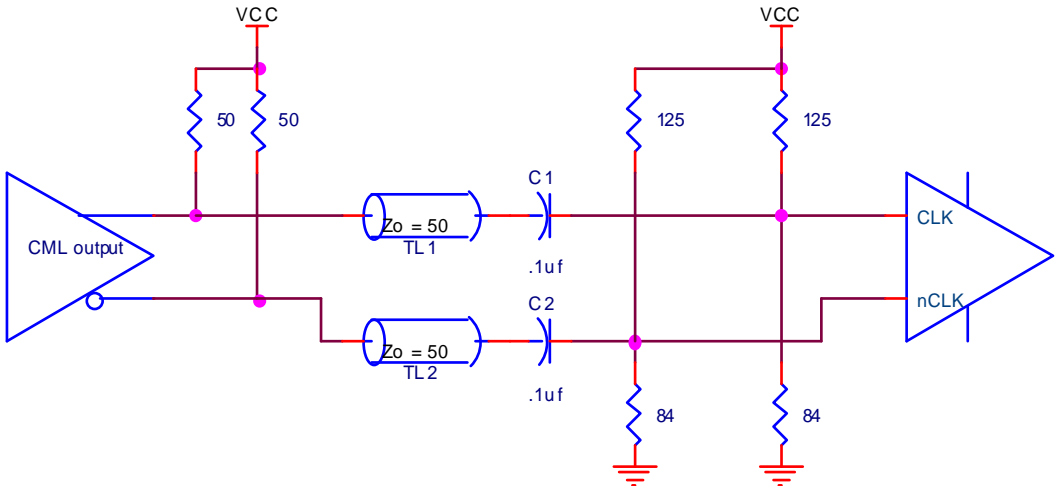 VCC
VCC
50
50
125
125
C1
CML output
Zo = 50
TL1
CLK
.1uf
C2
nCLK
Zo = 50
TL2
.1uf
84
84